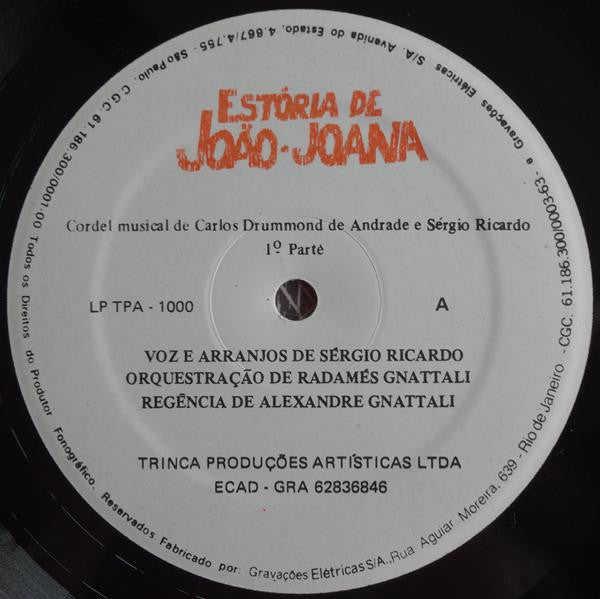 ESTÓRIA DE
JOÃO-JOANA
Cordel musical de Carlos Drummond de Andrade e Sérgio Ricardo
1º Parte
LP TPA - 1000
A
VOZ E ARRANJOS DE SÉRGIO RICARDO
ORQUESTRAÇÃO DE RADAMÉS GNATTALI
REGÊNCIA DE ALEXANDRE GNATTALI
TRINCA PRODUÇÕES ARTÍSTICAS LTDA
ECAD - GRA 62836846
Todos os Direitos do Produtor Fonográfico. Reservados. Fabricado por: Gravações Elétricas S/A.,Rua Aguiar Moreira, 639 - Rio de Janeiro - CGC. 61.186.300/0003-63- e Gravações Elétricas S/A. Avenida do Estado, 4.667/4.755 - São Paulo. C.G.C. 61.186.300/0001-00